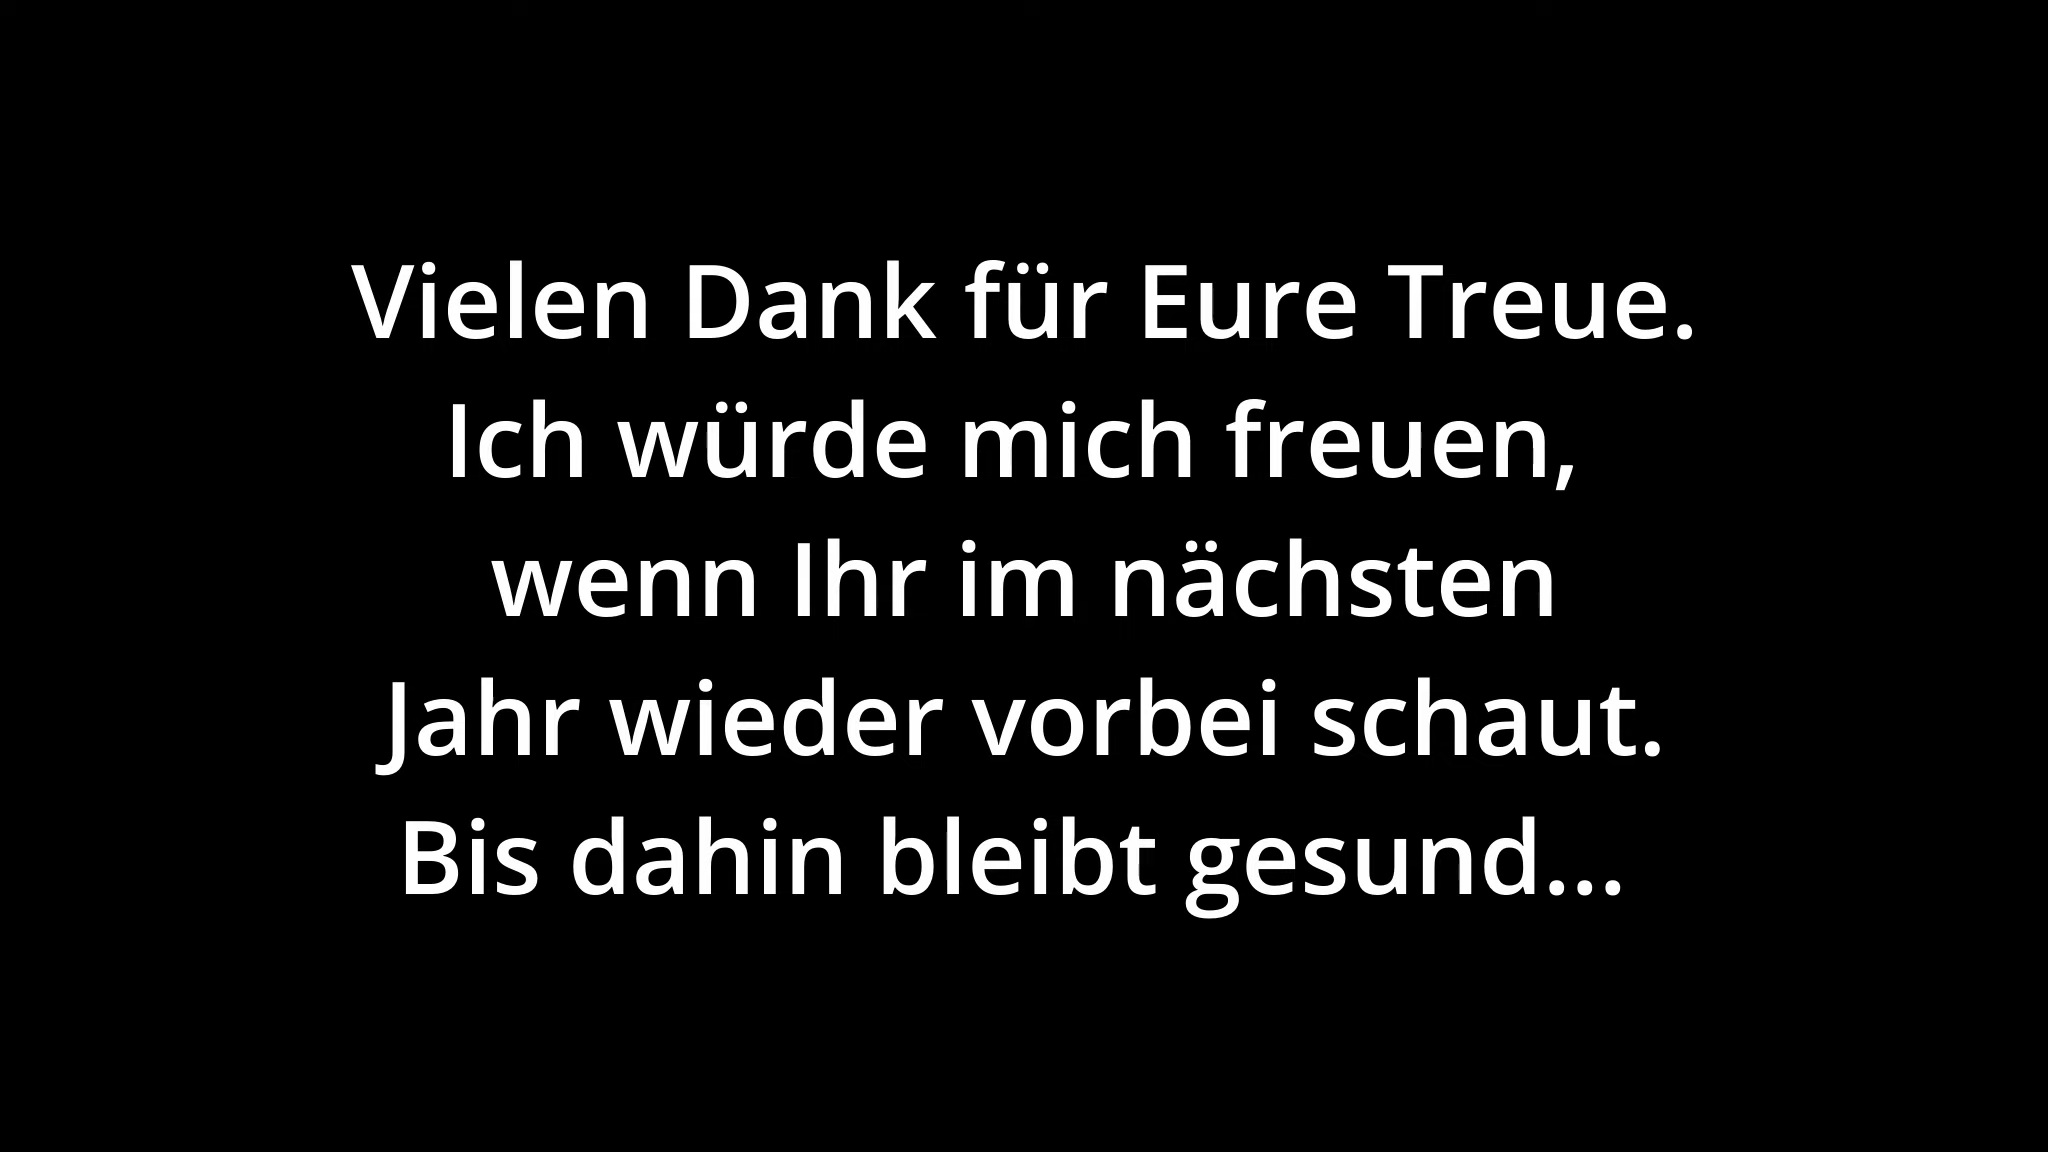 Vielen Dank für Eure Treue.
Ich würde mich freuen,
wenn Ihr im nächsten
Jahr wieder vorbei schaut.
Bis dahin bleibt gesund...